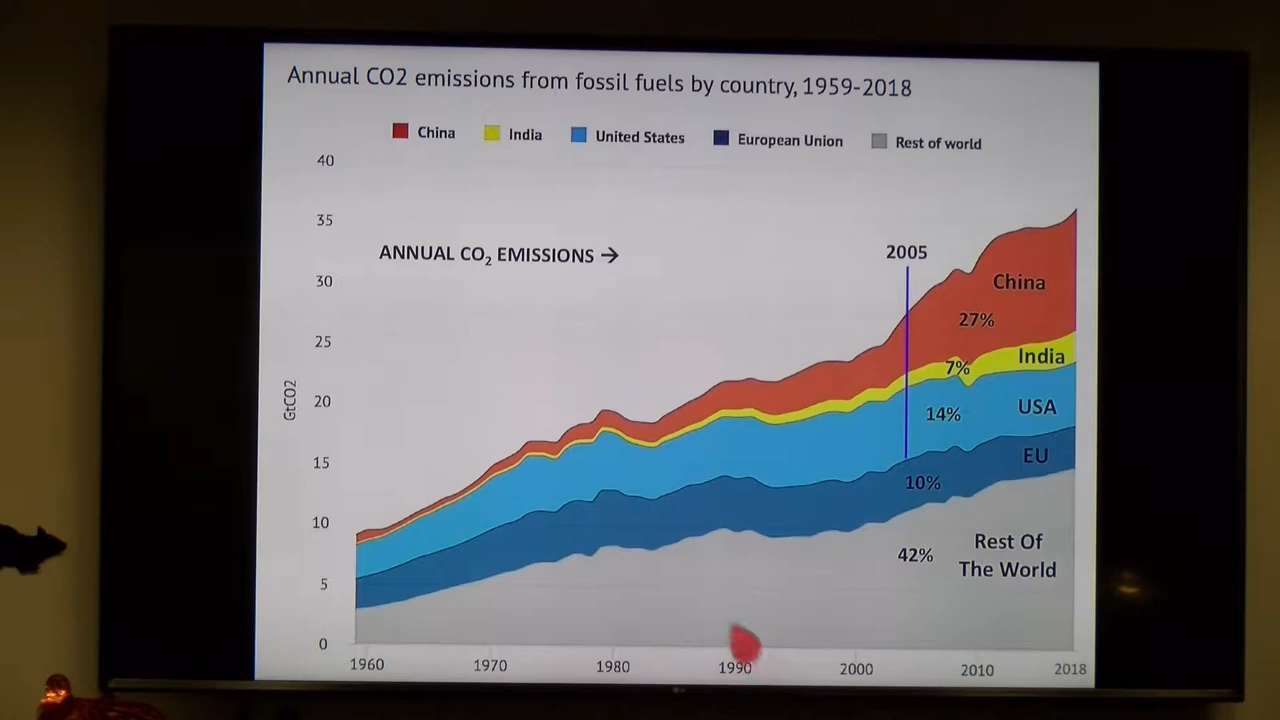 Annual CO2 emissions from fossil fuels by country, 1959-2018
China India United States European Union Rest of world
40
35
30
25
20
15
10
5
0
GtCO2
ANNUAL CO₂ EMISSIONS →
2005
China
27%
India
7%
USA
14%
EU
10%
Rest Of
The World
42%
1960 1970 1980 1990 2000 2010 2018
LG